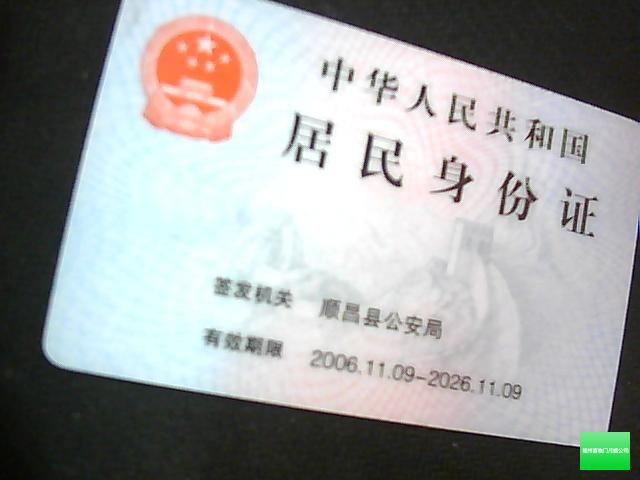 中华人民共和国
居民身份证
签发机关 顺昌县公安局
有效期限 2006.11.09-2026.11.09